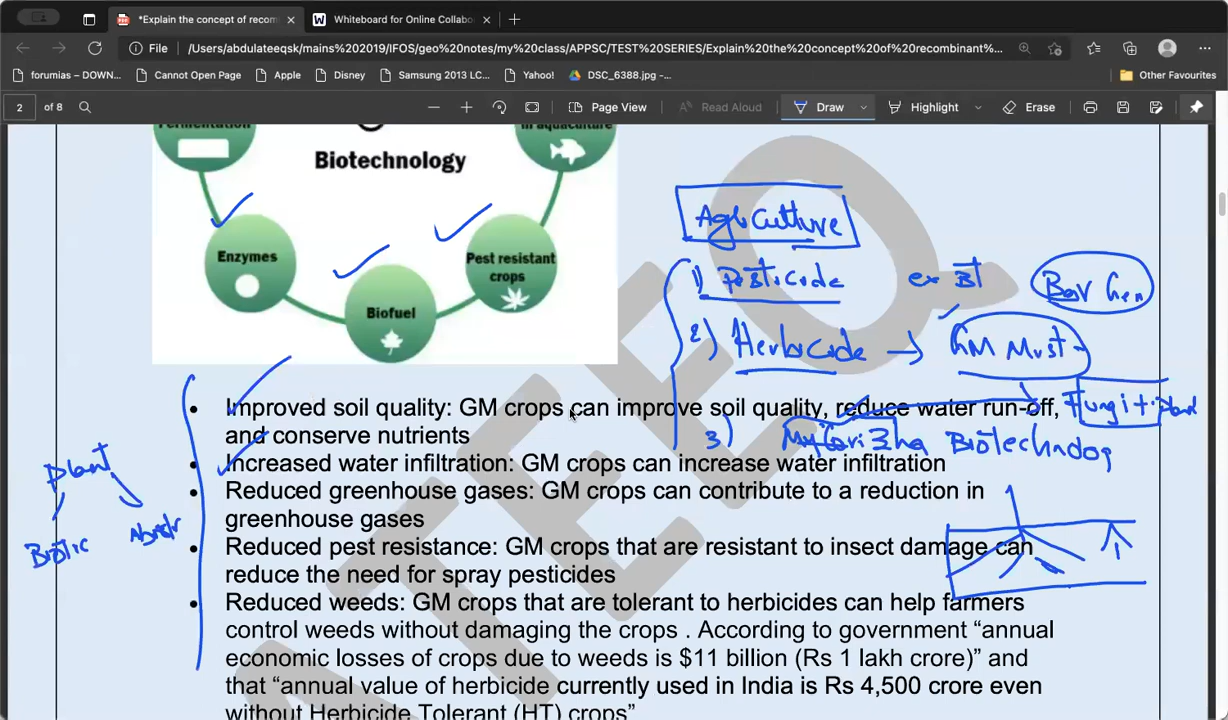 *Explain the concept of recom
Whiteboard for Online Collabo
File
/Users/abdulateeqsk/mains%202019/IFOS/geo%20notes/my%20class/APPSC/TEST%20SERIES/Explain%20the%20concept%20of%20recombinant%...
forumias — DOWN...
Cannot Open Page
Apple
Disney
Samsung 2013 LC...
Yahoo!
DSC_6388.jpg -...
Other Favourites
2 of 8
Page View
Read Aloud
Draw
Highlight
Erase
Fermentation
in aquaculture
Biotechnology
Enzymes
Pest resistant
crops
Biofuel
Agriculture
1) Pesticide ex BT
2) Herbicide → GM Must
Fungi + Plant
3) Biotechnology
Plant
Biotic
• Improved soil quality: GM crops can improve soil quality, reduce water run-off,
and conserve nutrients
• Increased water infiltration: GM crops can increase water infiltration
• Reduced greenhouse gases: GM crops can contribute to a reduction in
greenhouse gases
• Reduced pest resistance: GM crops that are resistant to insect damage can
reduce the need for spray pesticides
• Reduced weeds: GM crops that are tolerant to herbicides can help farmers
control weeds without damaging the crops . According to government “annual
economic losses of crops due to weeds is $11 billion (Rs 1 lakh crore)” and
that “annual value of herbicide currently used in India is Rs 4,500 crore even
without Herbicide Tolerant (HT) crops”
ATEEQ